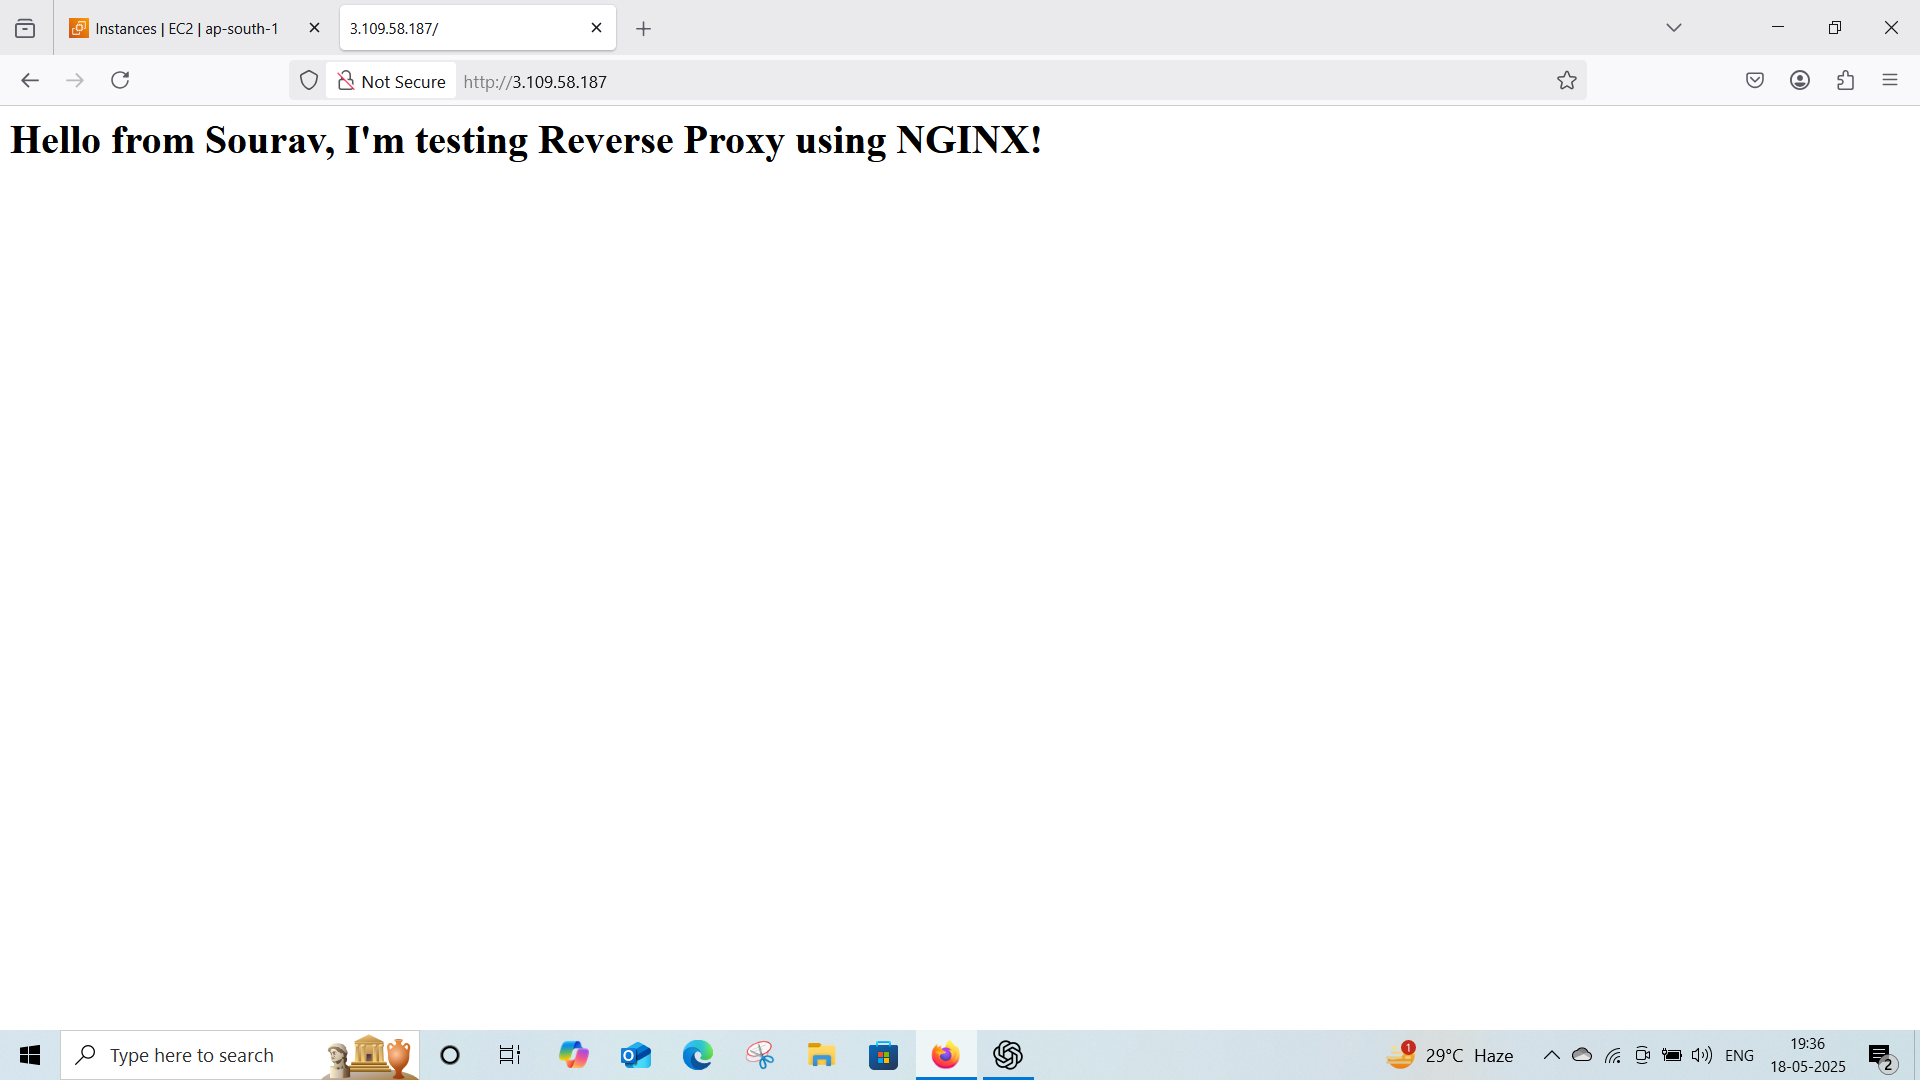 Instances | EC2 | ap-south-1
3.109.58.187/
Not Secure
http://3.109.58.187
Hello from Sourav, I'm testing Reverse Proxy using NGINX!
Type here to search
1
29°C Haze
ENG
19:36
18-05-2025
2